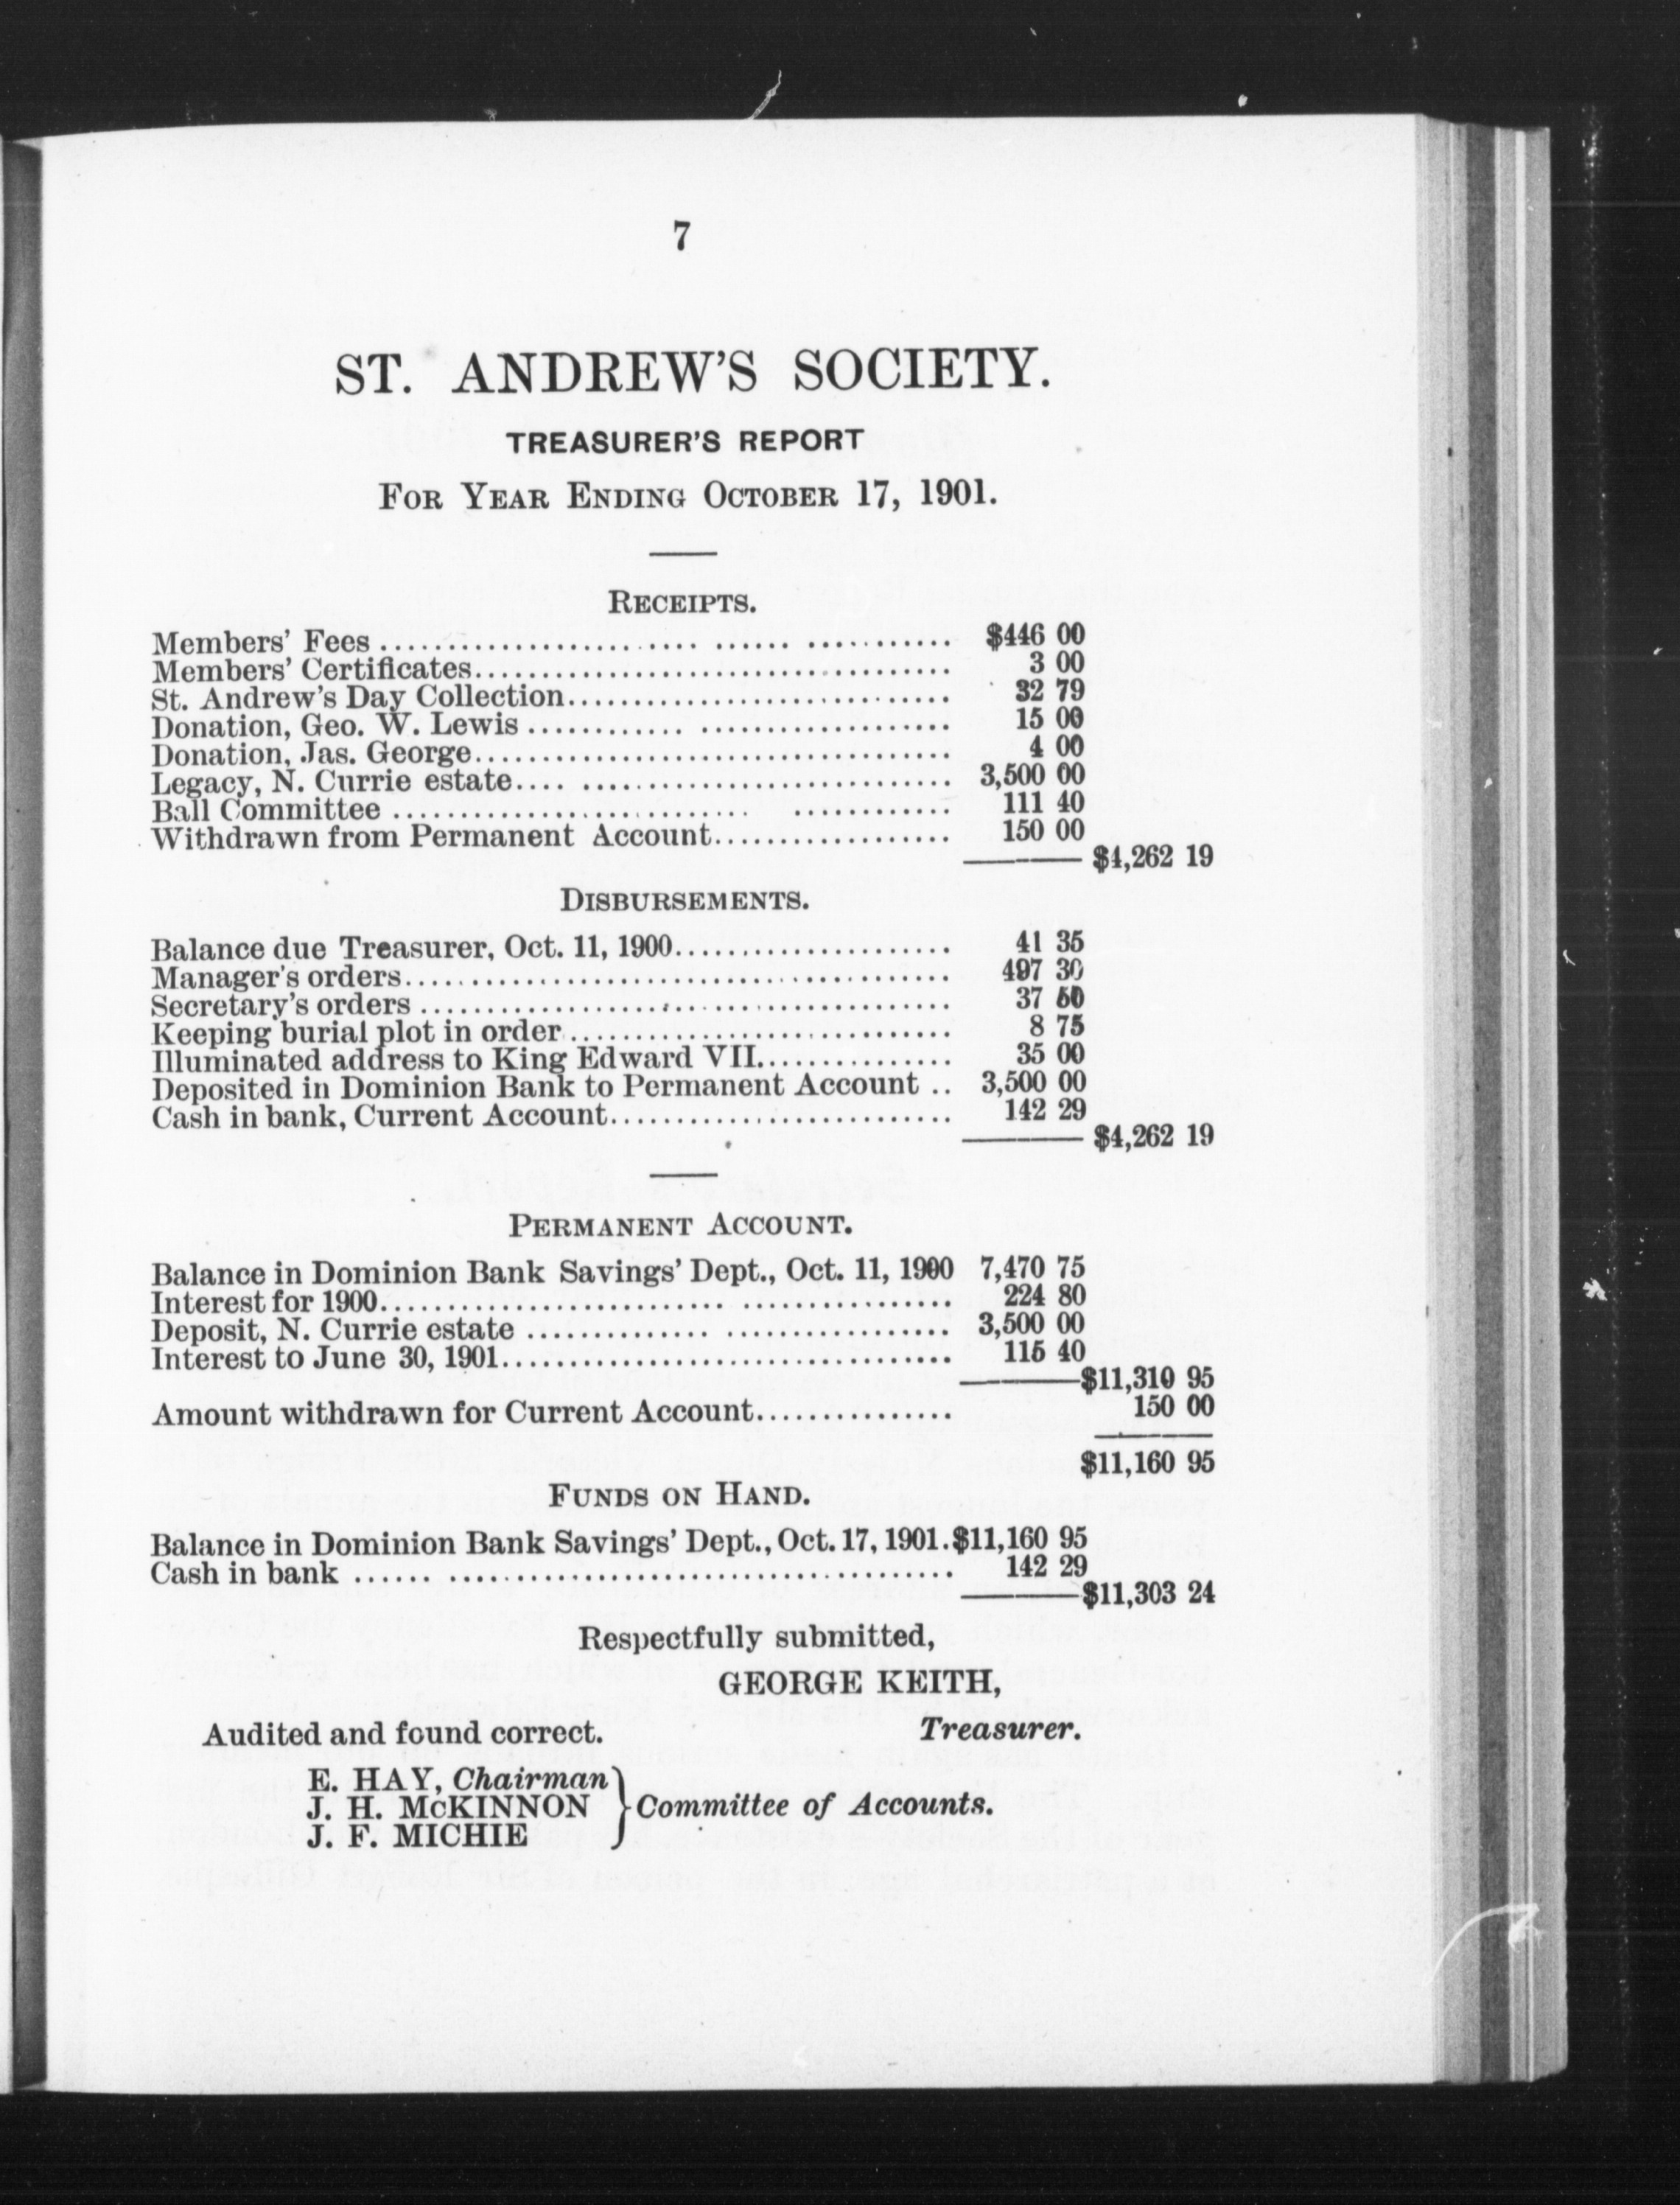 7
ST. ANDREW'S SOCIETY.
TREASURER'S REPORT
FOR YEAR ENDING OCTOBER 17, 1901.
RECEIPTS.
Members' Fees ........................ ...... ........... $446 00
Members' Certificates.................................... 3 00
St. Andrew's Day Collection............................. 32 79
Donation, Geo. W. Lewis ............ ................... 15 00
Donation, Jas. George.................................... 4 00
Legacy, N. Currie estate.... ............................ 3,500 00
Ball Committee ........................... ............ 111 40
Withdrawn from Permanent Account.................. 150 00
$4,262 19
DISBURSEMENTS.
Balance due Treasurer, Oct. 11, 1900..................... 41 35
Manager's orders......................................... 497 30
Secretary's orders ........................................ 37 50
Keeping burial plot in order............................. 8 75
Illuminated address to King Edward VII............... 35 00
Deposited in Dominion Bank to Permanent Account .. 3,500 00
Cash in bank, Current Account.......................... 142 29
$4,262 19
PERMANENT ACCOUNT.
Balance in Dominion Bank Savings' Dept., Oct. 11, 1900 7,470 75
Interest for 1900.......................... ................ 224 80
Deposit, N. Currie estate .............. ................. 3,500 00
Interest to June 30, 1901.................................. 115 40
$11,310 95
Amount withdrawn for Current Account............... 150 00
$11,160 95
FUNDS ON HAND.
Balance in Dominion Bank Savings' Dept., Oct. 17, 1901. $11,160 95
Cash in bank ...... ...................................... 142 29
$11,303 24
Respectfully submitted,
GEORGE KEITH,
Audited and found correct. Treasurer.
E. HAY, Chairman
J. H. McKINNON } Committee of Accounts.
J. F. MICHIE